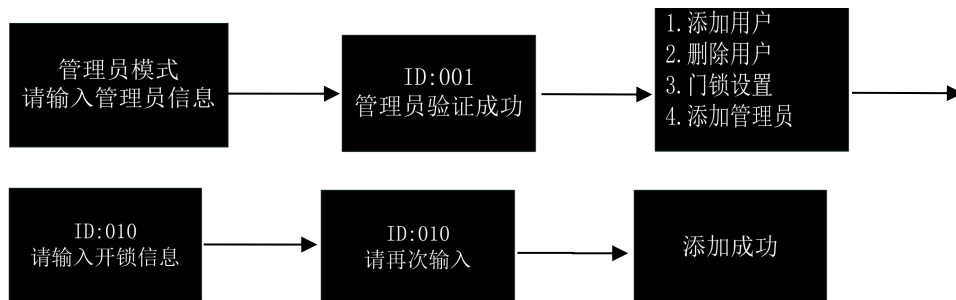 管理员模式
请输入管理员信息
ID:001
管理员验证成功
1.添加用户
2.删除用户
3.门锁设置
4.添加管理员
ID:010
请输入开锁信息
ID:010
请再次输入
添加成功